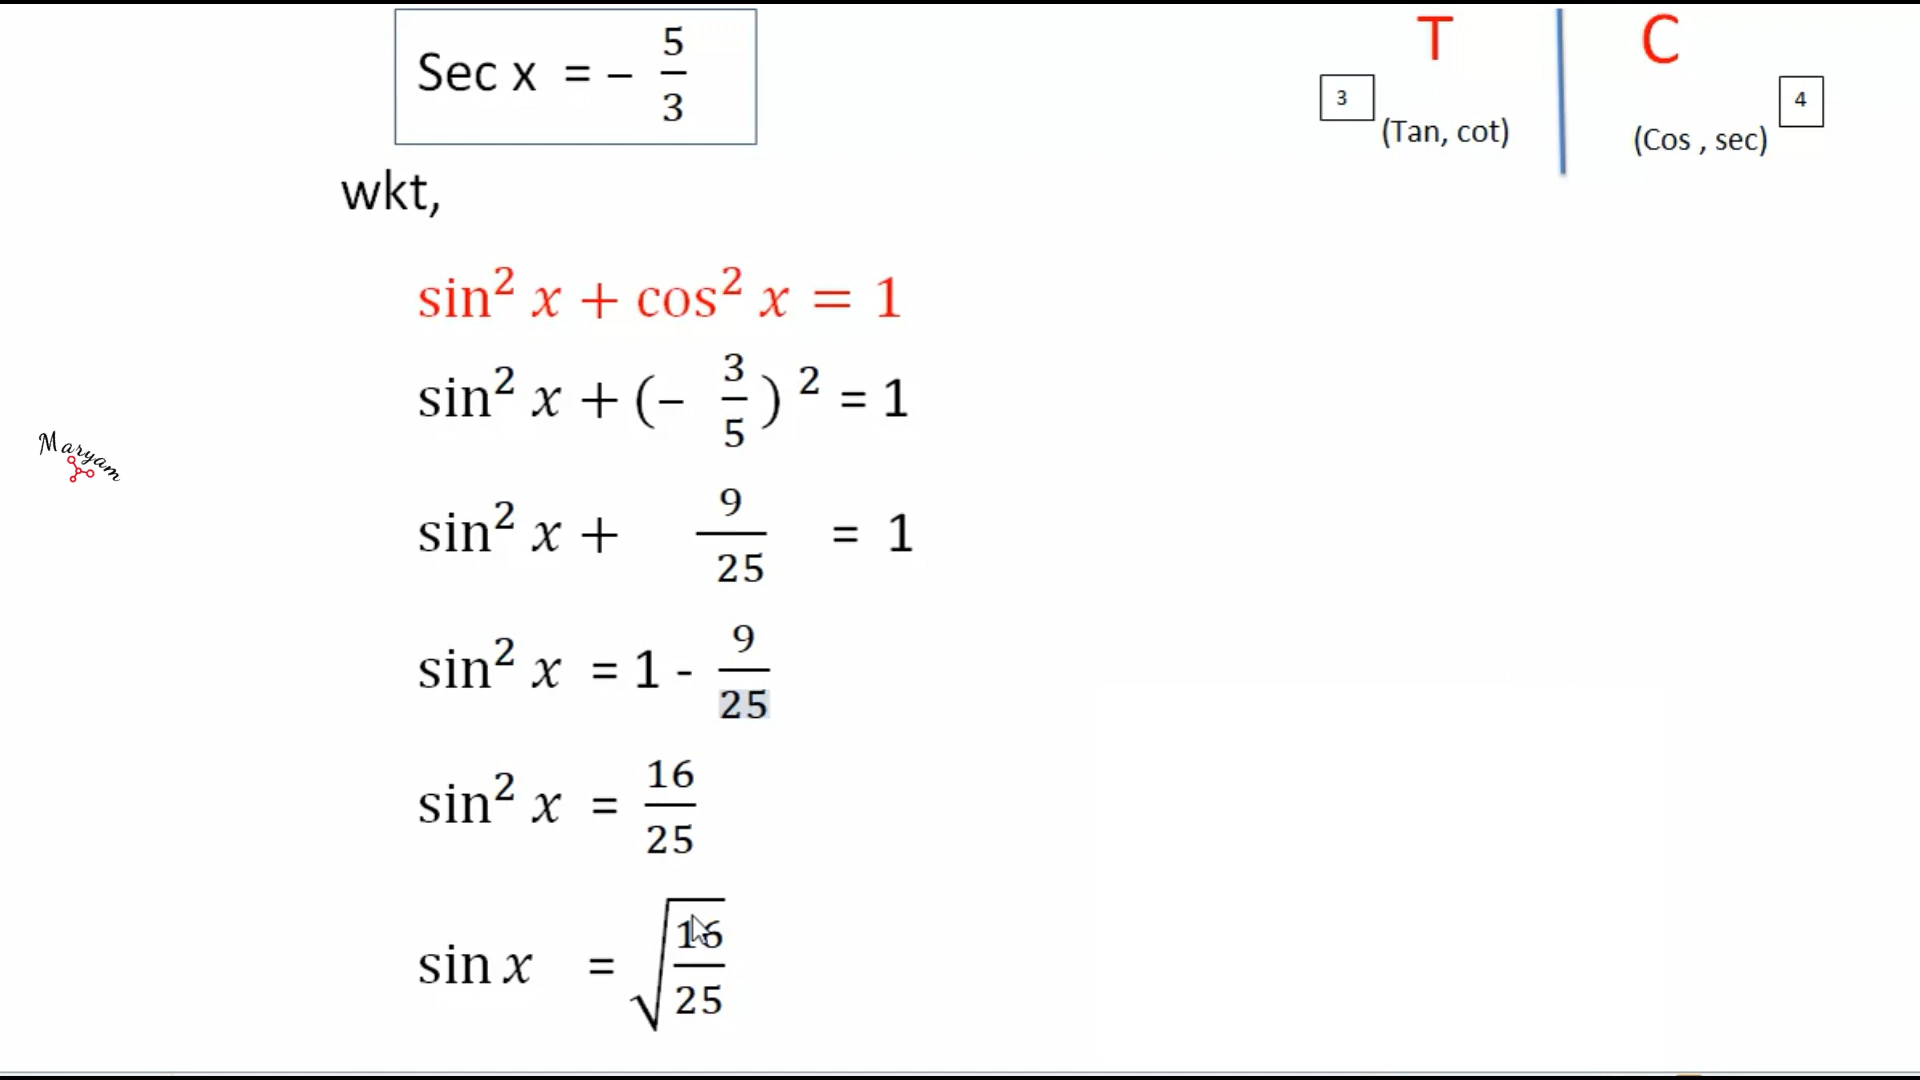 Sec x = – 5/3
T C
3 4
(Tan, cot) (Cos , sec)
wkt,
sin² x + cos² x = 1
sin² x + (– 3/5) ² = 1
Maryam
sin² x + 9/25 = 1
sin² x = 1 - 9/25
sin² x = 16/25
sin x = √16/25